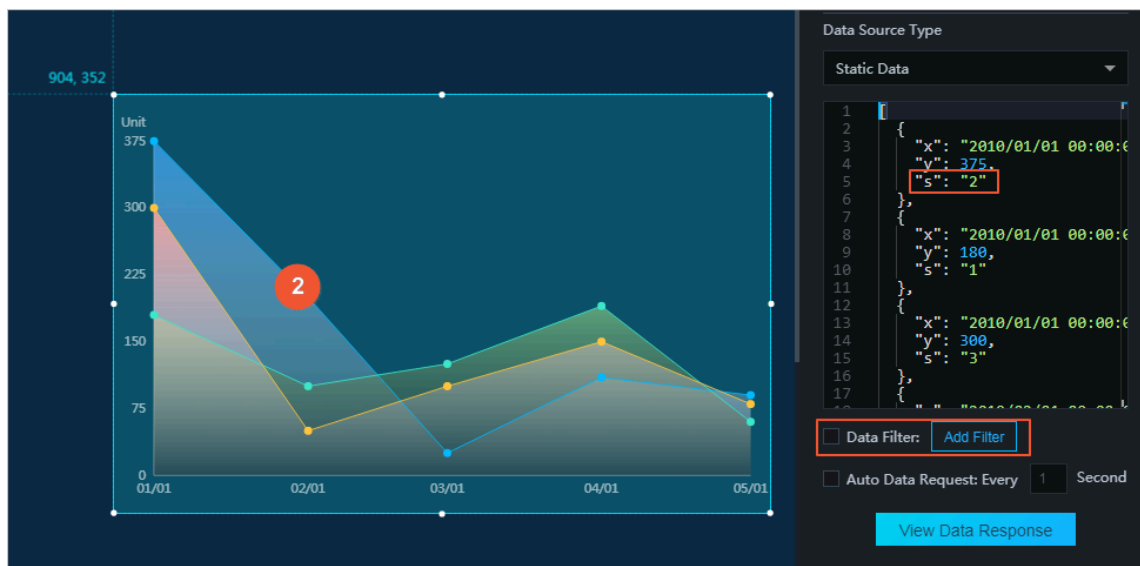 904, 352
Unit
375
300
225
150
75
0
01/01
02/01
03/01
04/01
05/01
2
Data Source Type
Static Data
1 [
2 {
3 "x": "2010/01/01 00:00:0
4 "y": 375,
5 "s": "2"
6 },
7 {
8 "x": "2010/01/01 00:00:0
9 "y": 180,
10 "s": "1"
11 },
12 {
13 "x": "2010/01/01 00:00:0
14 "y": 300,
15 "s": "3"
16 },
17 {
Data Filter: Add Filter
Auto Data Request: Every 1 Second
View Data Response